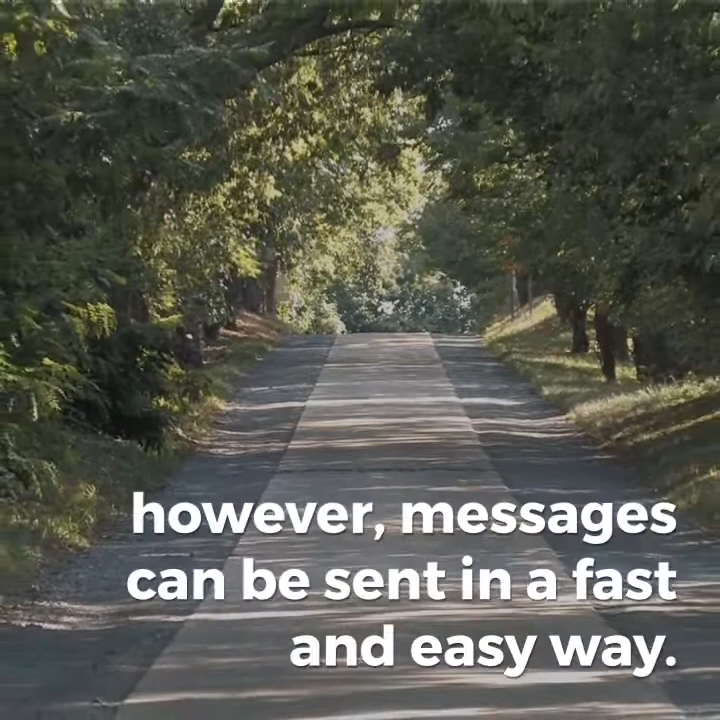 however, messages
can be sent in a fast
and easy way.